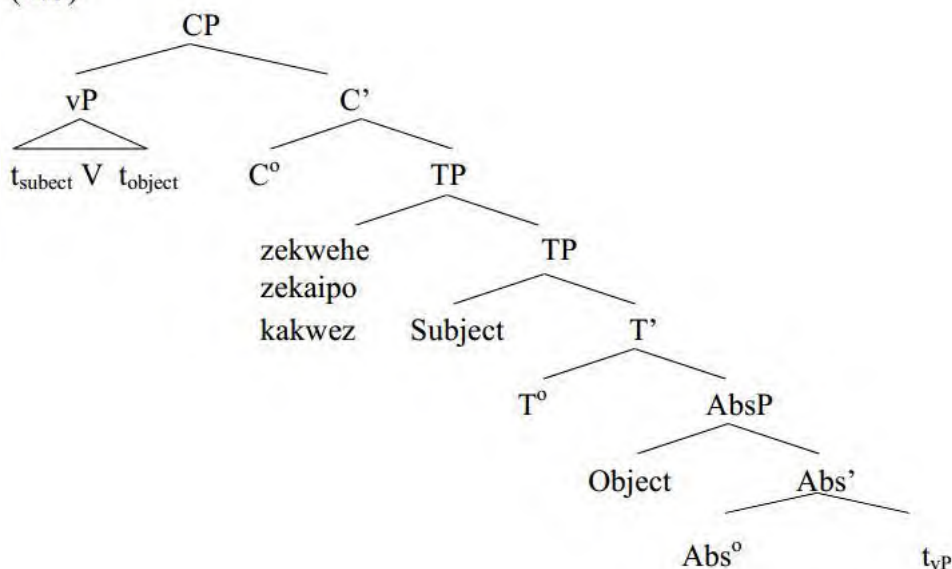 CP
vP C’
t_subect V t_object C° TP
zekwehe TP
zekaipo
kakwez Subject T’
T° AbsP
Object Abs’
Abs° t_vP